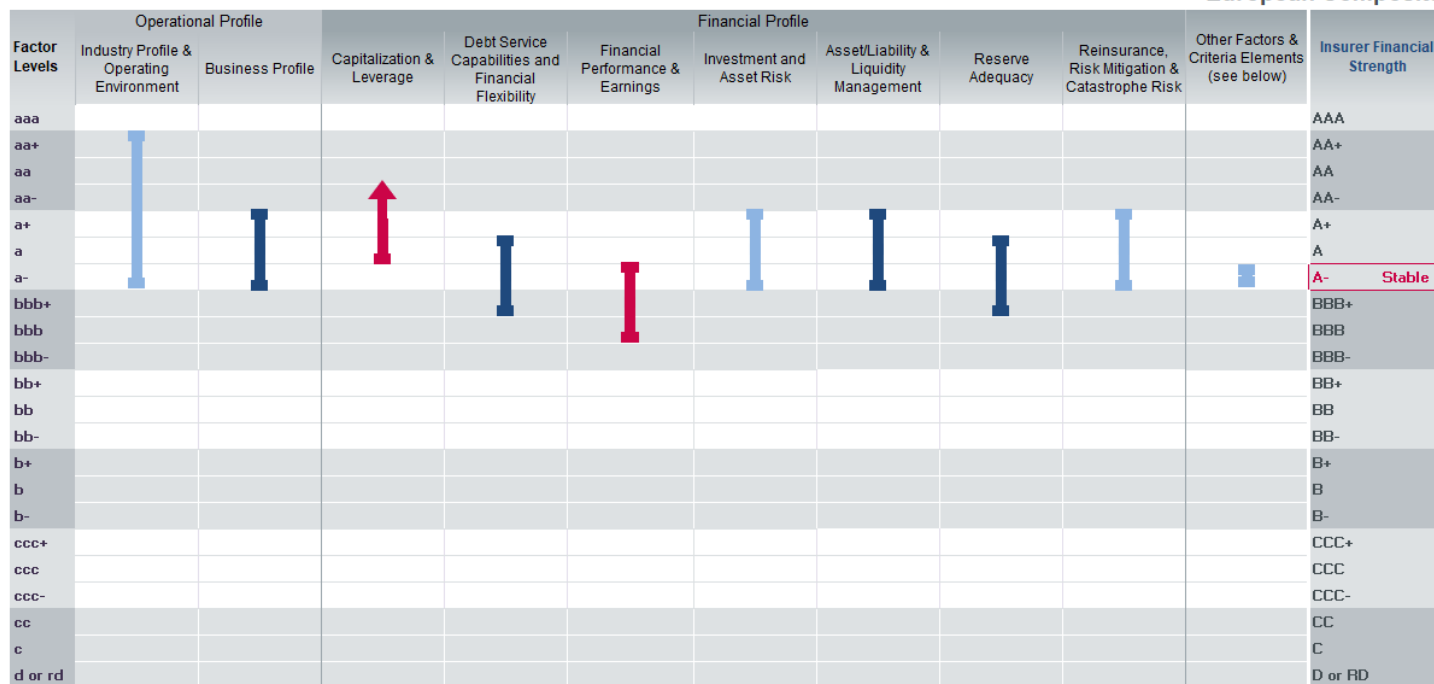 Operational Profile
Financial Profile
Factor
Levels
Industry Profile &
Operating
Environment
Business Profile
Capitalization &
Leverage
Debt Service
Capabilities and
Financial
Flexibility
Financial
Performance &
Earnings
Investment and
Asset Risk
Asset/Liability &
Liquidity
Management
Reserve
Adequacy
Reinsurance,
Risk Mitigation &
Catastrophe Risk
Other Factors &
Criteria Elements
(see below)
Insurer Financial
Strength
aaa AAA
aa+ AA+
aa AA
aa- AA-
a+ A+
a A
a- A- Stable
bbb+ BBB+
bbb BBB
bbb- BBB-
bb+ BB+
bb BB
bb- BB-
b+ B+
b B
b- B-
ccc+ CCC+
ccc CCC
ccc- CCC-
cc CC
c C
d or rd D or RD